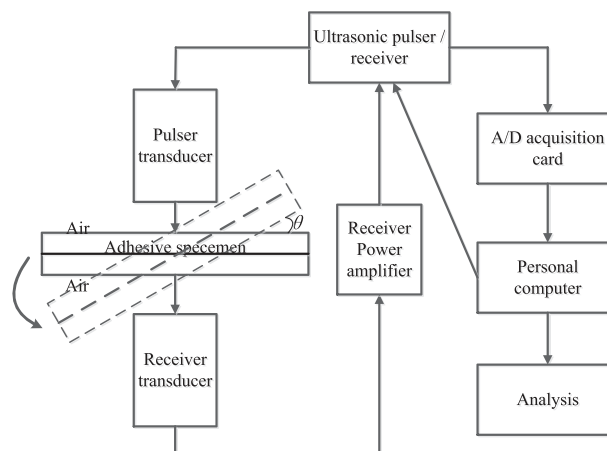 Ultrasonic pulser /
receiver
Pulser
transducer
A/D acquisition
card
Air
θ
Adhesive specemen
Air
Receiver
Power
amplifier
Personal
computer
Receiver
transducer
Analysis